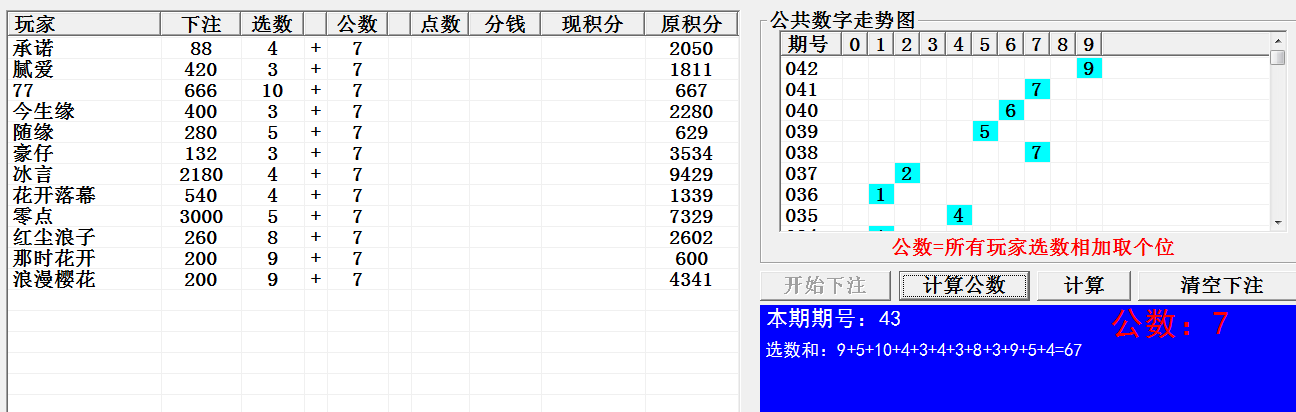 玩家 下注 选数 公数 点数 分钱 现积分 原积分
承诺 88 4 + 7 2050
腻爱 420 3 + 7 1811
77 666 10 + 7 667
今生缘 400 3 + 7 2280
随缘 280 5 + 7 629
豪仔 132 3 + 7 3534
冰言 2180 4 + 7 9429
花开落幕 540 4 + 7 1339
零点 3000 5 + 7 7329
红尘浪子 260 8 + 7 2602
那时花开 200 9 + 7 600
浪漫樱花 200 9 + 7 4341
公共数字走势图
期号 0 1 2 3 4 5 6 7 8 9
042 9
041 7
040 6
039 5
038 7
037 2
036 1
035 4
公数=所有玩家选数相加取个位
开始下注 计算公数 计算 清空下注
本期期号：43 公数：7
选数和：9+5+10+4+3+4+3+8+3+9+5+4=67